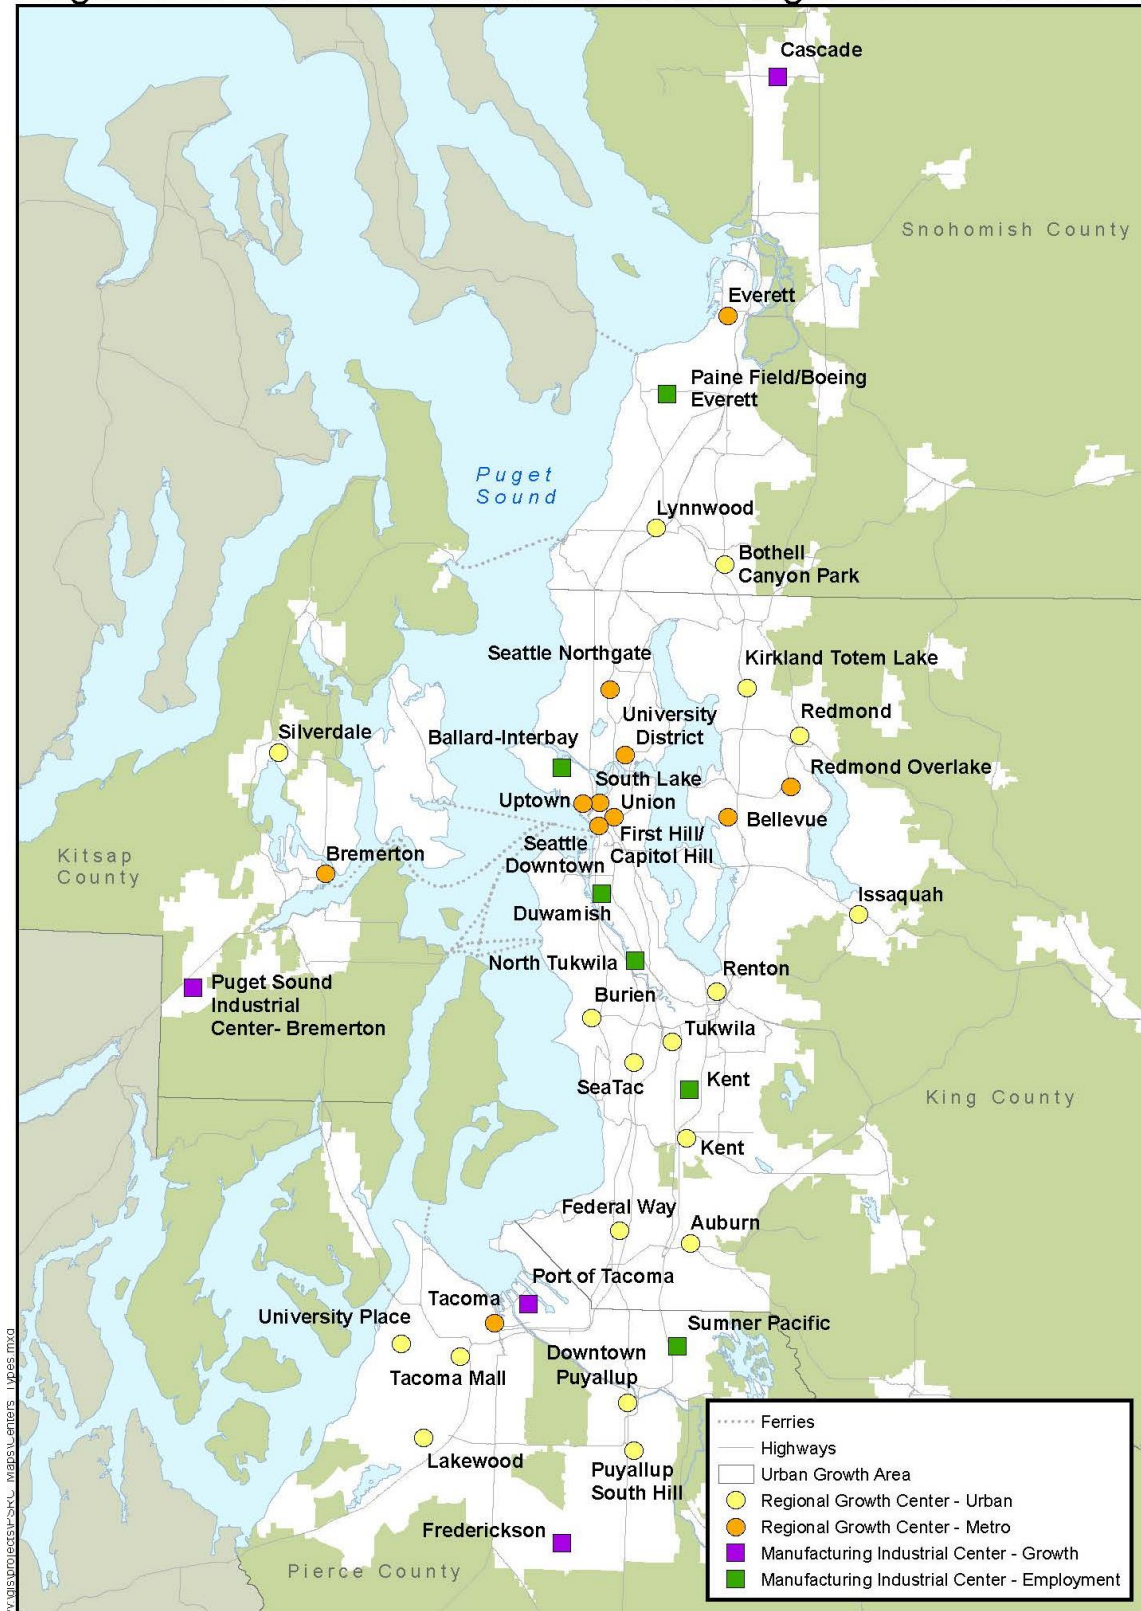 Cascade
Snohomish County
Everett
Paine Field/Boeing
Everett
Puget
Sound
Lynnwood
Bothell
Canyon Park
Seattle Northgate
Kirkland Totem Lake
University
District
Redmond
Silverdale
Ballard-Interbay
Redmond Overlake
South Lake
Union
Uptown
Bellevue
First Hill/
Capitol Hill
Seattle
Downtown
Kitsap
County
Bremerton
Issaquah
Duwamish
North Tukwila
Renton
Puget Sound
Industrial
Center- Bremerton
Burien
Tukwila
SeaTac
Kent
King County
Kent
Federal Way
Auburn
Port of Tacoma
Tacoma
University Place
Sumner Pacific
Downtown
Puyallup
Tacoma Mall
Lakewood
Puyallup
South Hill
Frederickson
Pierce County
Ferries
Highways
Urban Growth Area
Regional Growth Center - Urban
Regional Growth Center - Metro
Manufacturing Industrial Center - Growth
Manufacturing Industrial Center - Employment